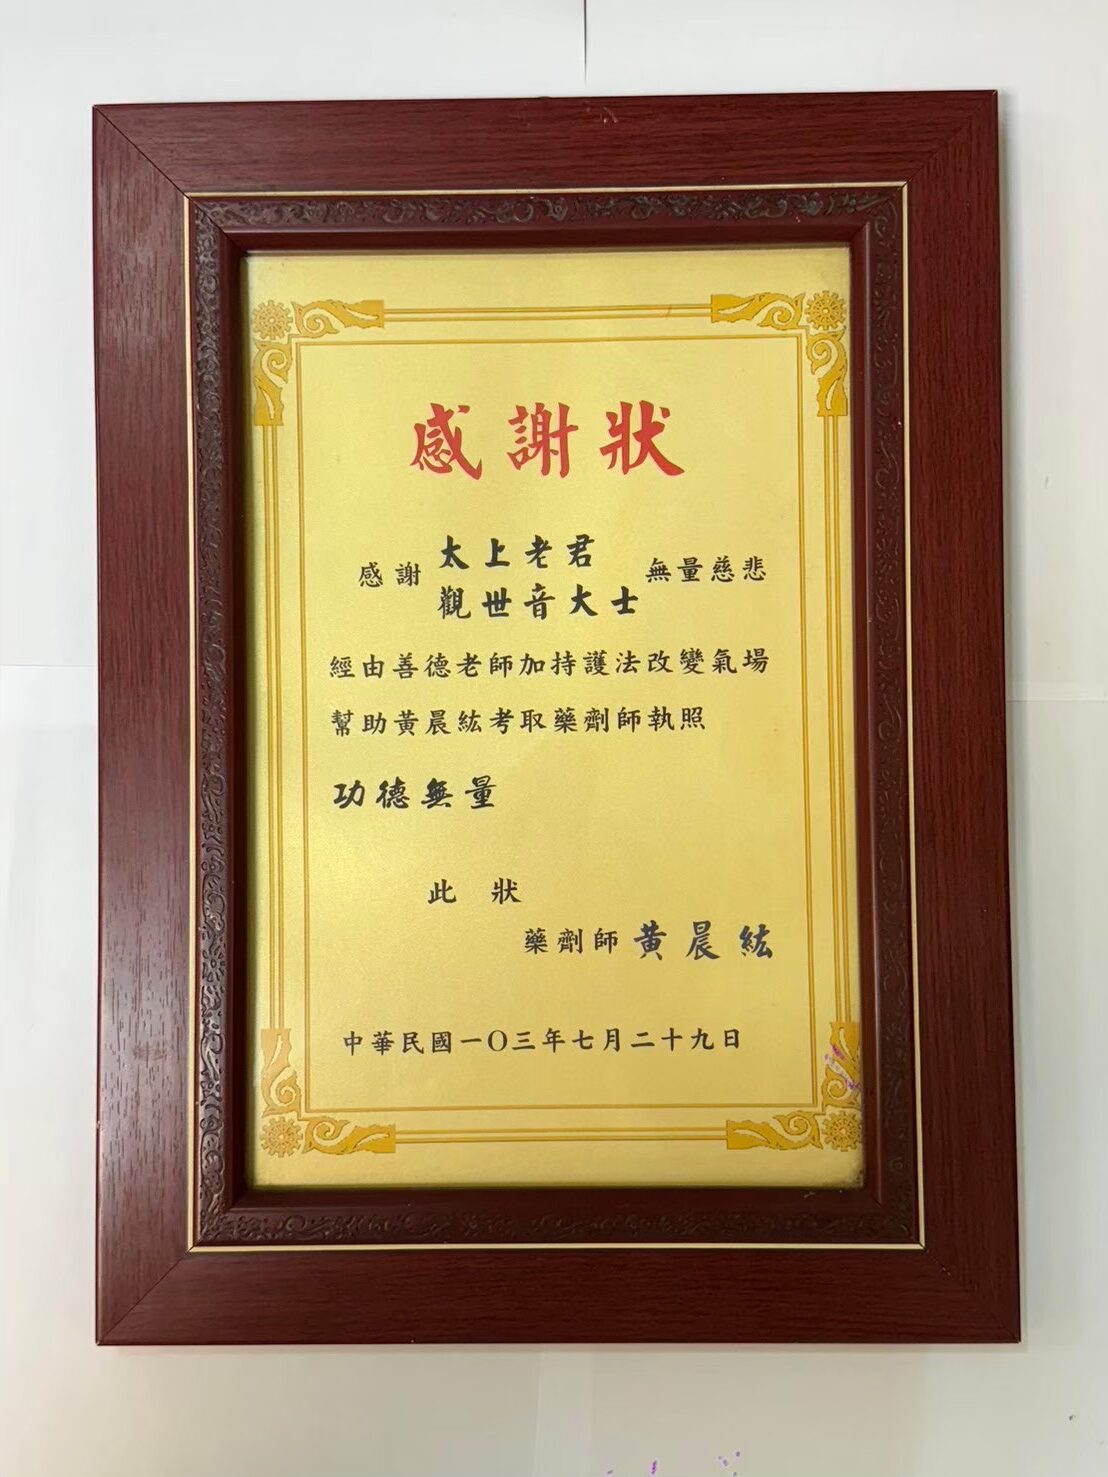 感謝狀
感謝 太上老君 無量慈悲
觀世音大士
經由善德老師加持護法改變氣場
幫助黃晨紘考取藥劑師執照
功德無量
此狀
藥劑師 黃晨紘
中華民國一〇三年七月二十九日